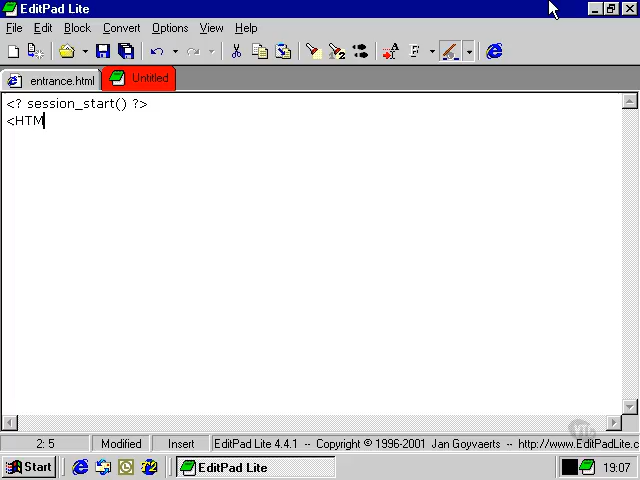 EditPad Lite
File Edit Block Convert Options View Help
entrance.html Untitled
<? session_start() ?>
<HTM
2: 5 Modified Insert EditPad Lite 4.4.1 -- Copyright © 1996-2001 Jan Goyvaerts -- http://www.EditPadLite.c
Start EditPad Lite 19:07